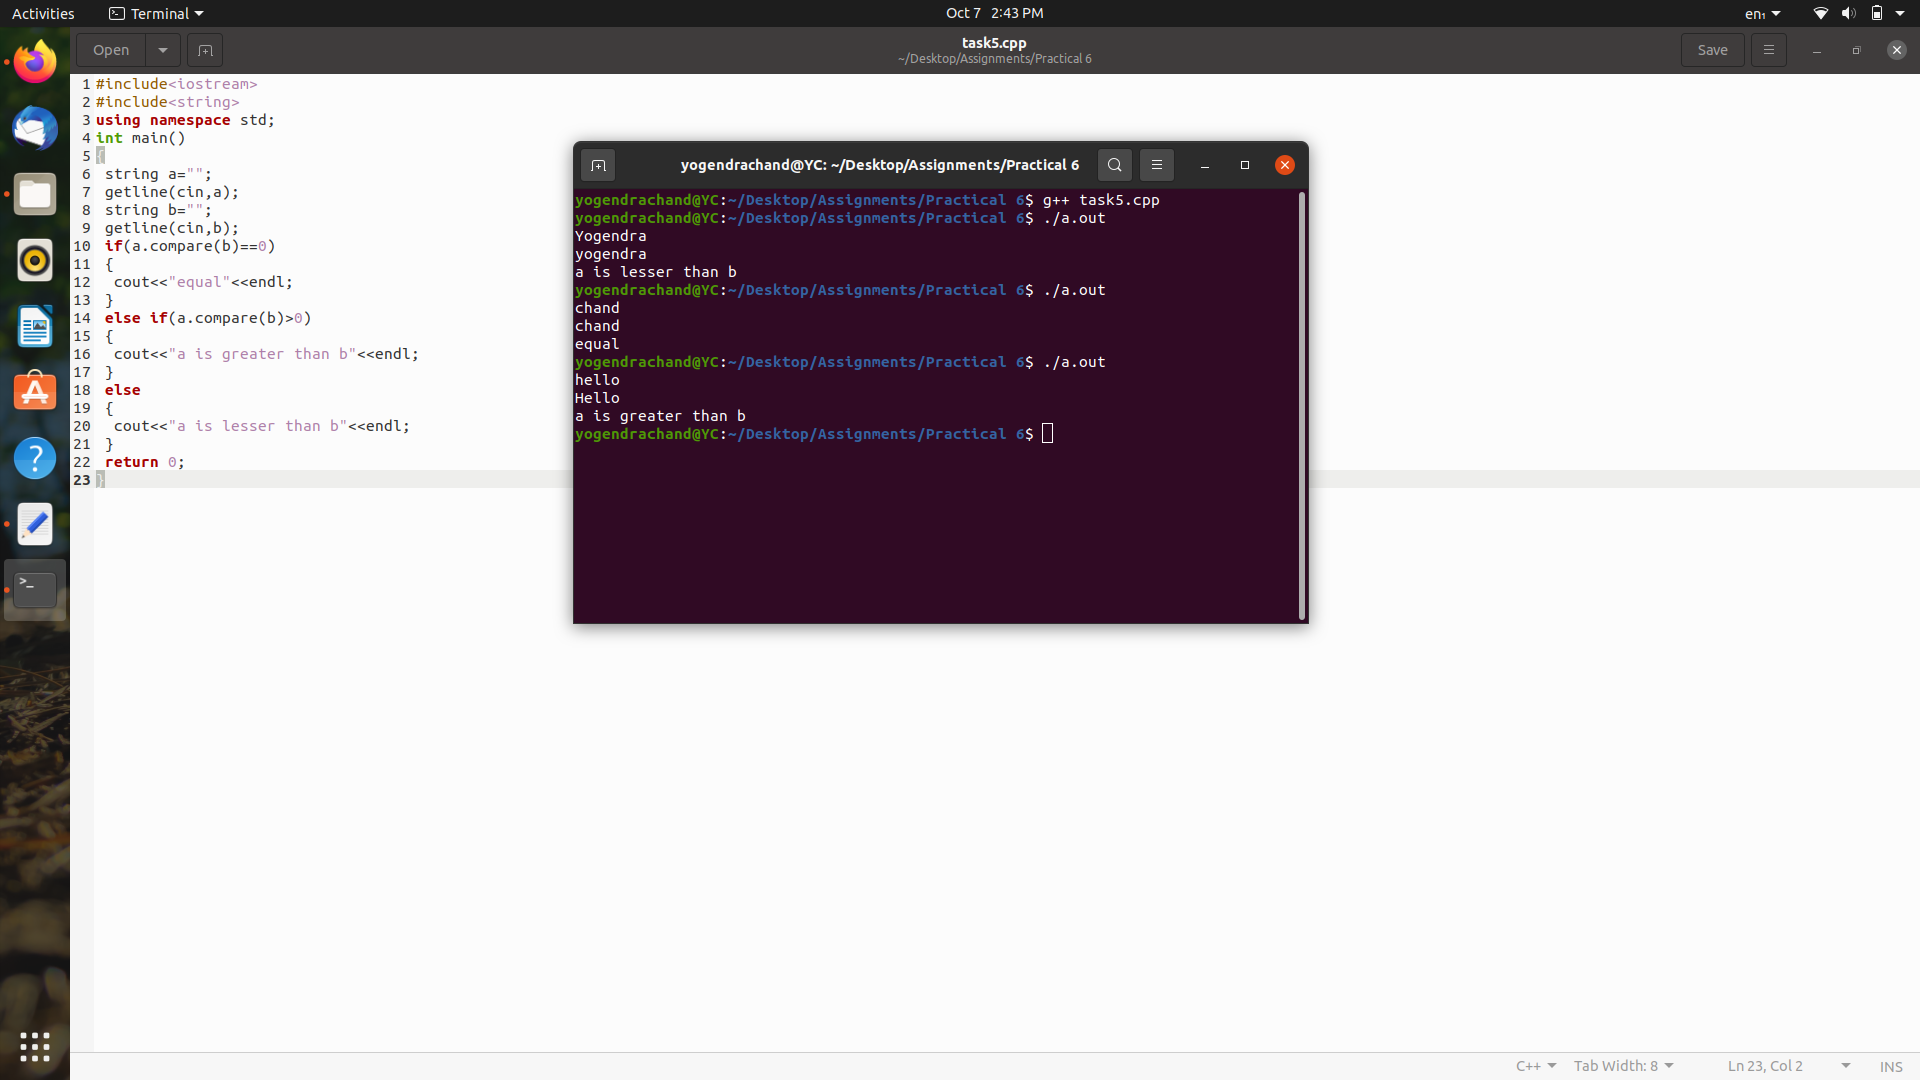 Activities
Terminal
Oct 7 2:43 PM
en₁
Open
task5.cpp
~/Desktop/Assignments/Practical 6
Save
1 #include<iostream>
2 #include<string>
3 using namespace std;
4 int main()
5 {
6  string a="";
7  getline(cin,a);
8  string b="";
9  getline(cin,b);
10  if(a.compare(b)==0)
11  {
12   cout<<"equal"<<endl;
13  }
14  else if(a.compare(b)>0)
15  {
16   cout<<"a is greater than b"<<endl;
17  }
18  else
19  {
20   cout<<"a is lesser than b"<<endl;
21  }
22  return 0;
23 }
yogendrachand@YC: ~/Desktop/Assignments/Practical 6
yogendrachand@YC:~/Desktop/Assignments/Practical 6$ g++ task5.cpp
yogendrachand@YC:~/Desktop/Assignments/Practical 6$ ./a.out
Yogendra
yogendra
a is lesser than b
yogendrachand@YC:~/Desktop/Assignments/Practical 6$ ./a.out
chand
chand
equal
yogendrachand@YC:~/Desktop/Assignments/Practical 6$ ./a.out
hello
Hello
a is greater than b
yogendrachand@YC:~/Desktop/Assignments/Practical 6$
C++
Tab Width: 8
Ln 23, Col 2
INS